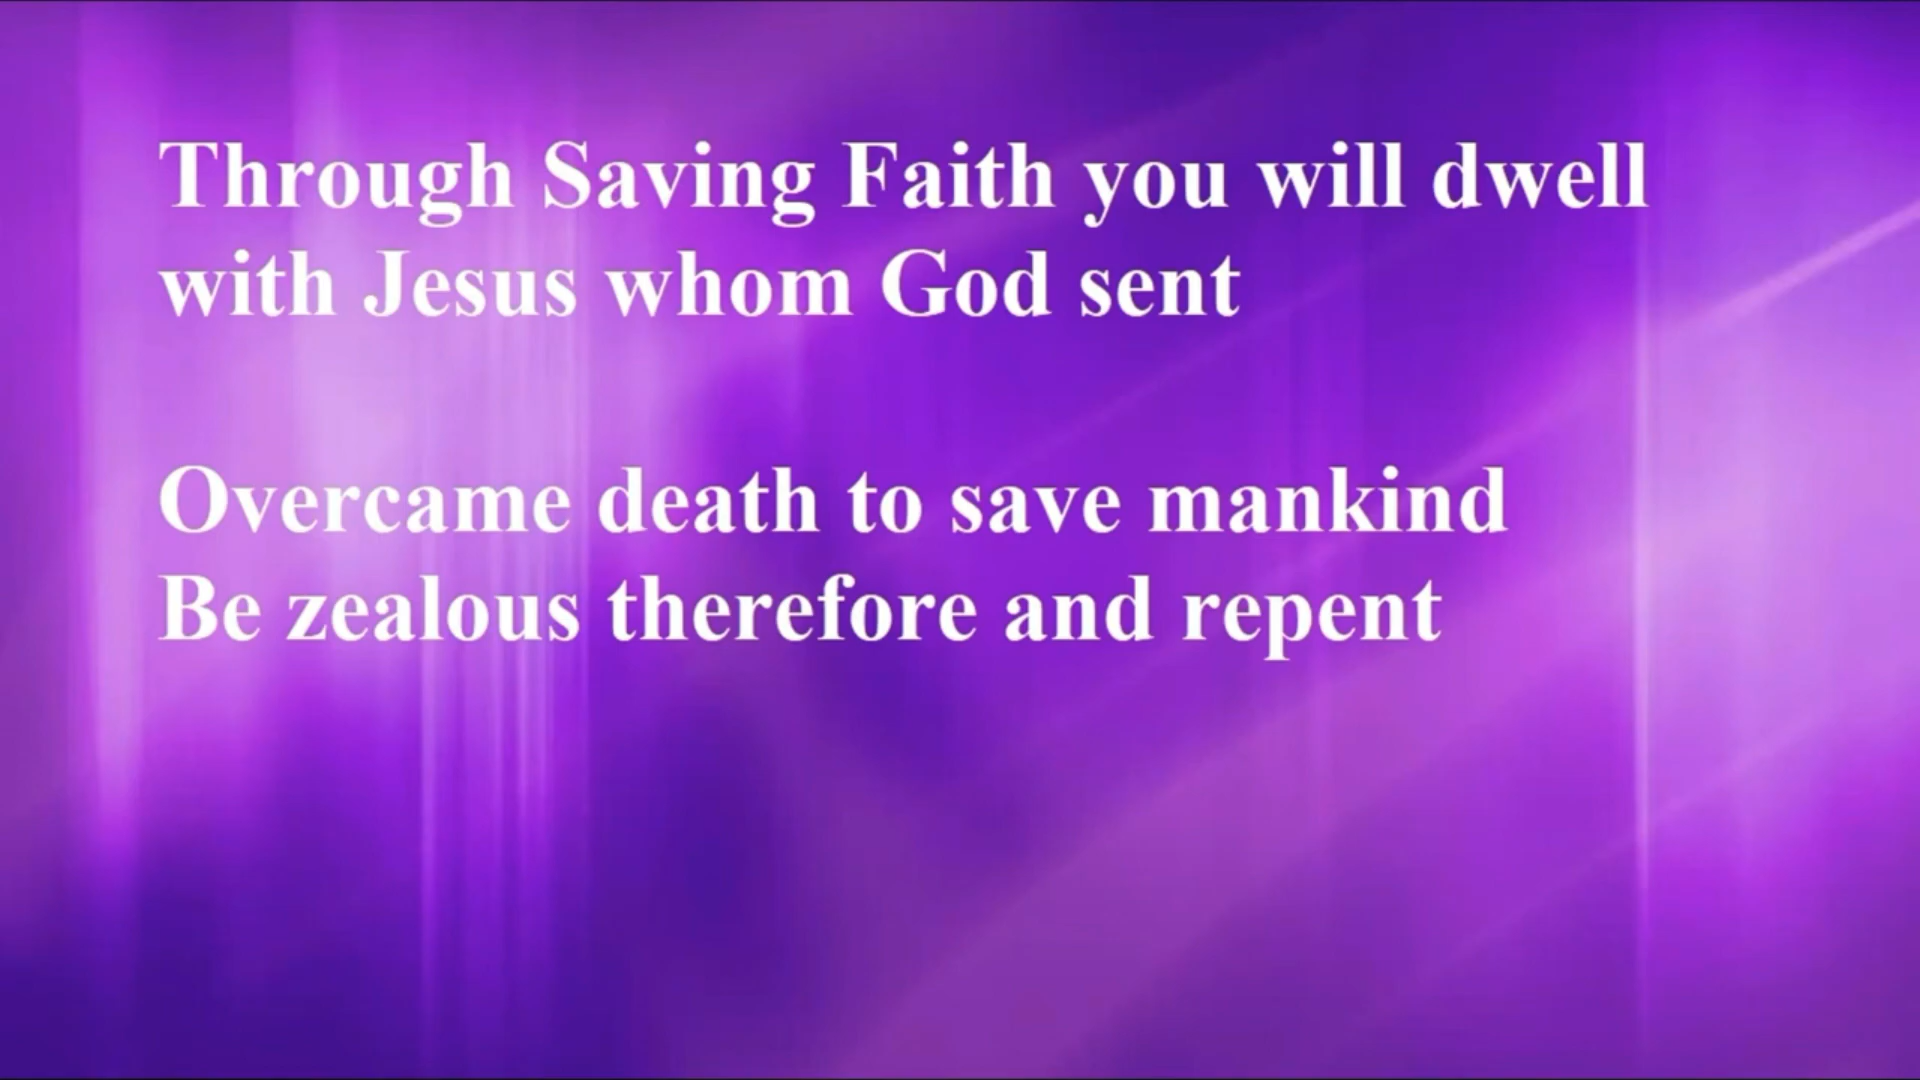 Through Saving Faith you will dwell
with Jesus whom God sent
Overcame death to save mankind
Be zealous therefore and repent